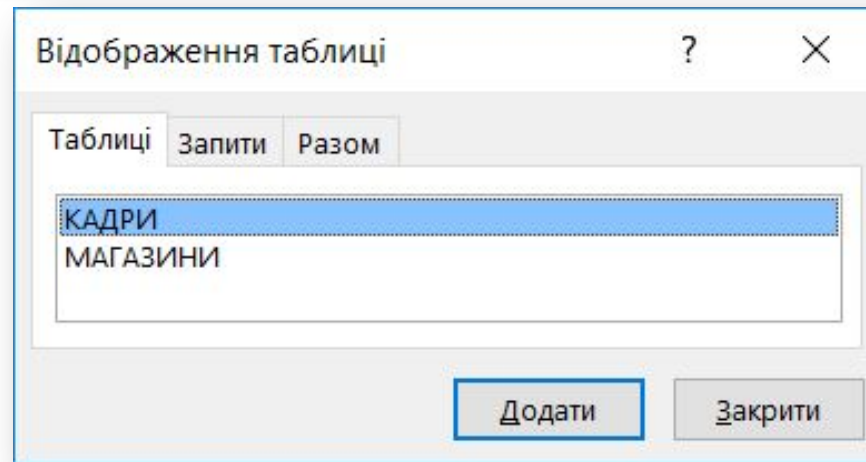 Відображення таблиці ?
Таблиці Запити Разом
КАДРИ
МАГАЗИНИ
Додати Закрити